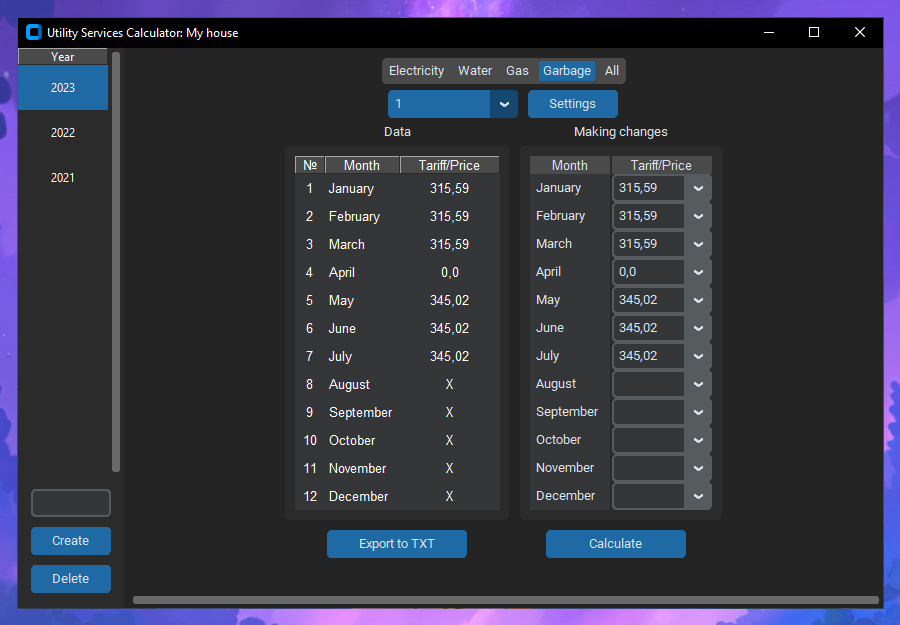 Utility Services Calculator: My house
Year
2023
2022
2021
Create
Delete
Electricity Water Gas Garbage All
1 Settings
Data
№ Month Tariff/Price
1 January 315,59
2 February 315,59
3 March 315,59
4 April 0,0
5 May 345,02
6 June 345,02
7 July 345,02
8 August X
9 September X
10 October X
11 November X
12 December X
Export to TXT
Making changes
Month Tariff/Price
January 315,59
February 315,59
March 315,59
April 0,0
May 345,02
June 345,02
July 345,02
August
September
October
November
December
Calculate